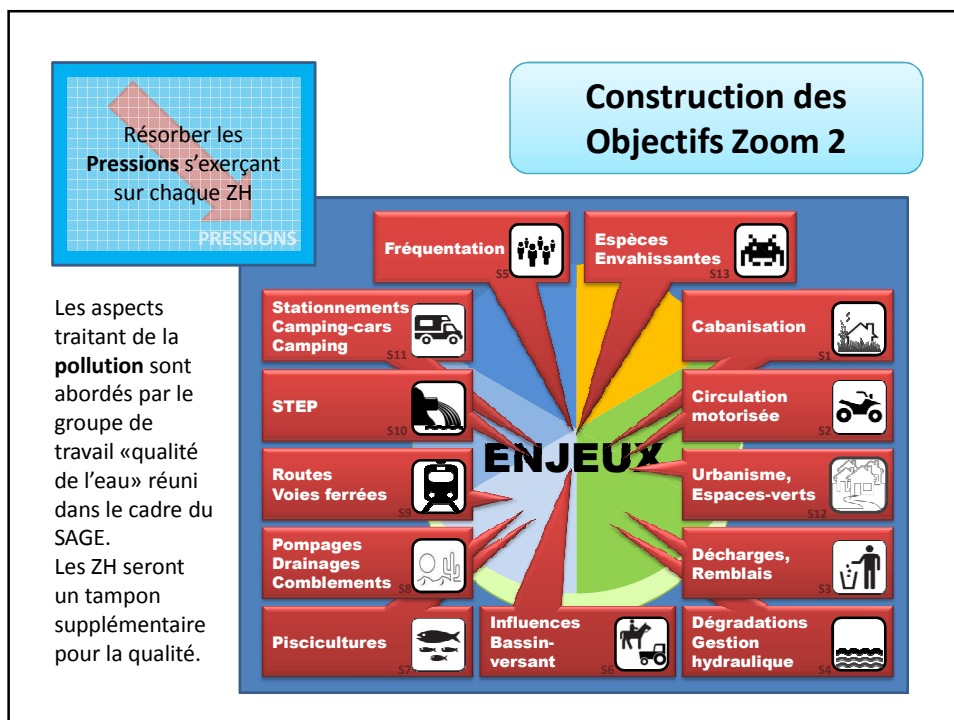 Construction des
Objectifs Zoom 2
Résorber les
Pressions s’exerçant
sur chaque ZH
PRESSIONS
Les aspects
traitant de la
pollution sont
abordés par le
groupe de
travail «qualité
de l’eau» réuni
dans le cadre du
SAGE.
Les ZH seront
un tampon
supplémentaire
pour la qualité.
Fréquentation
S5
Espèces
Envahissantes
S13
Stationnements
Camping-cars
Camping
S11
Cabanisation
S1
STEP
S10
Circulation
motorisée
S2
ENJEUX
Routes
Voies ferrées
S9
Urbanisme,
Espaces-verts
S12
Pompages
Drainages
Comblements
S8
Décharges,
Remblais
S3
Piscicultures
S7
Influences
Bassin-
versant
S6
Dégradations
Gestion
hydraulique
S4